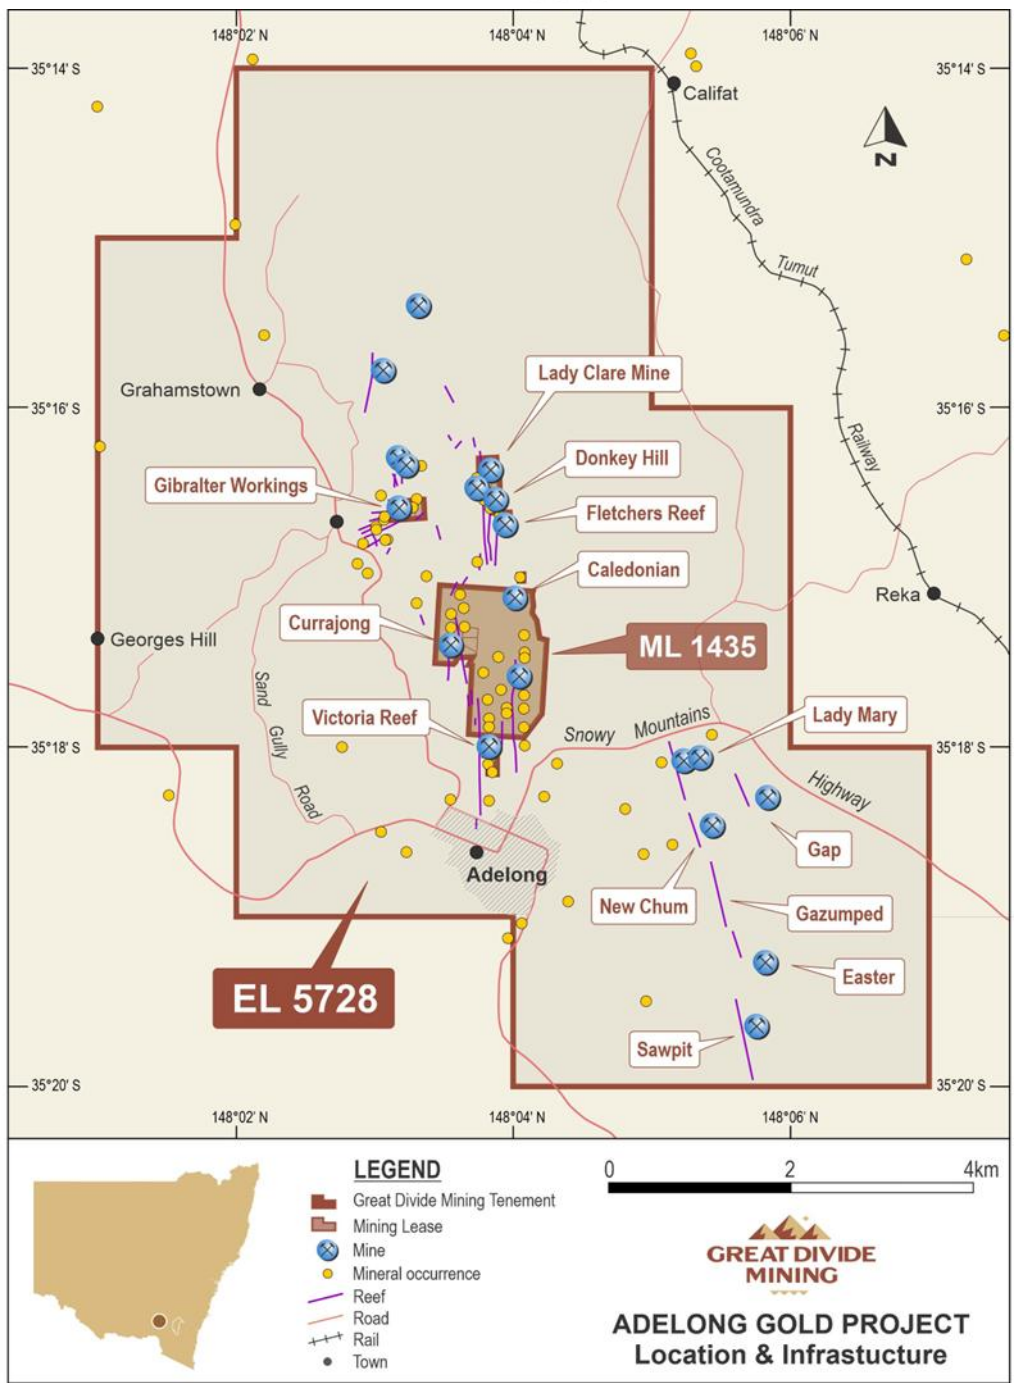 148°02' N
148°04' N
148°06' N
35°14' S
35°14' S
Califat
N
Cootamundra
Tumut
Railway
Lady Clare Mine
Grahamstown
35°16' S
35°16' S
Donkey Hill
Gibralter Workings
Fletchers Reef
Caledonian
Reka
Currajong
Georges Hill
ML 1435
Sand
Gully
Road
Victoria Reef
Snowy
Mountains
Highway
Lady Mary
35°18' S
35°18' S
Gap
Adelong
New Chum
Gazumped
EL 5728
Easter
Sawpit
35°20' S
35°20' S
148°02' N
148°04' N
148°06' N
LEGEND
Great Divide Mining Tenement
Mining Lease
Mine
Mineral occurrence
Reef
Road
Rail
Town
0
2
4km
GREAT DIVIDE
MINING
ADELONG GOLD PROJECT
Location & Infrastucture